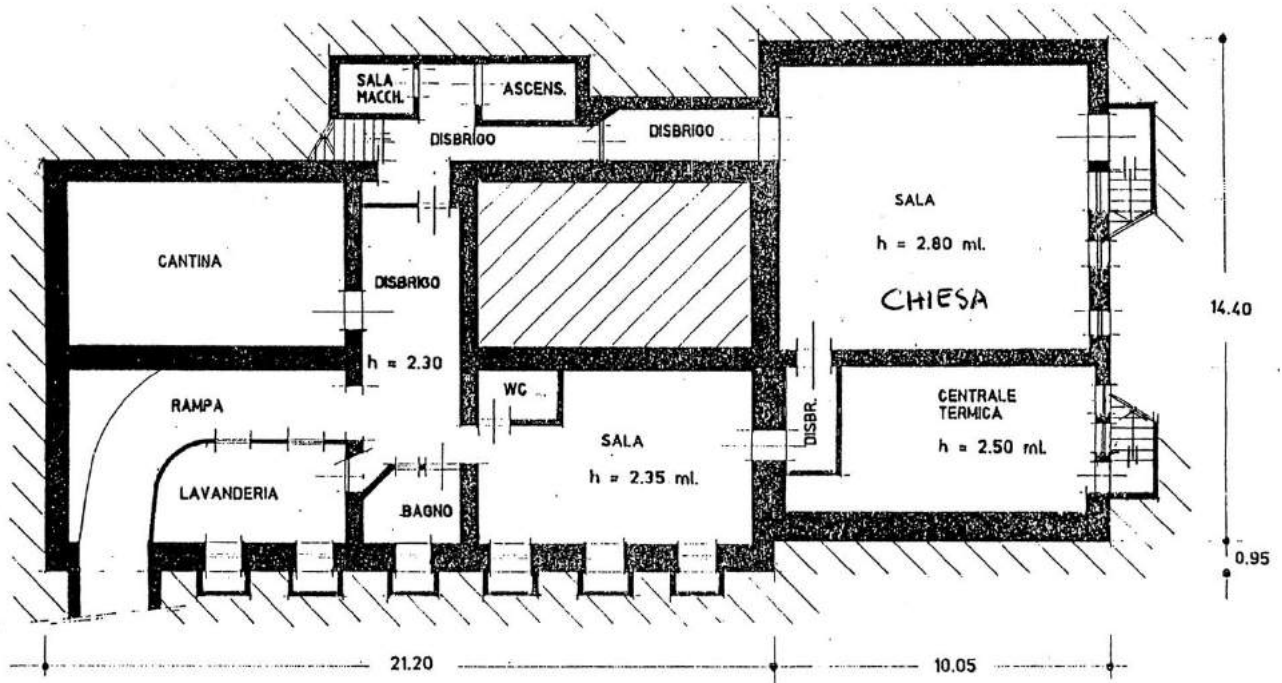 SALA
MACCH.
ASCENS.
DISBRIGO
DISBRIGO
CANTINA
DISBRIGO
h = 2.30
SALA
h = 2.80 ml.
CHIESA
14.40
RAMPA
WC
SALA
h = 2.35 ml.
DISBR.
CENTRALE
TERMICA
h = 2.50 ml.
LAVANDERIA
BAGNO
0.95
21.20
10.05